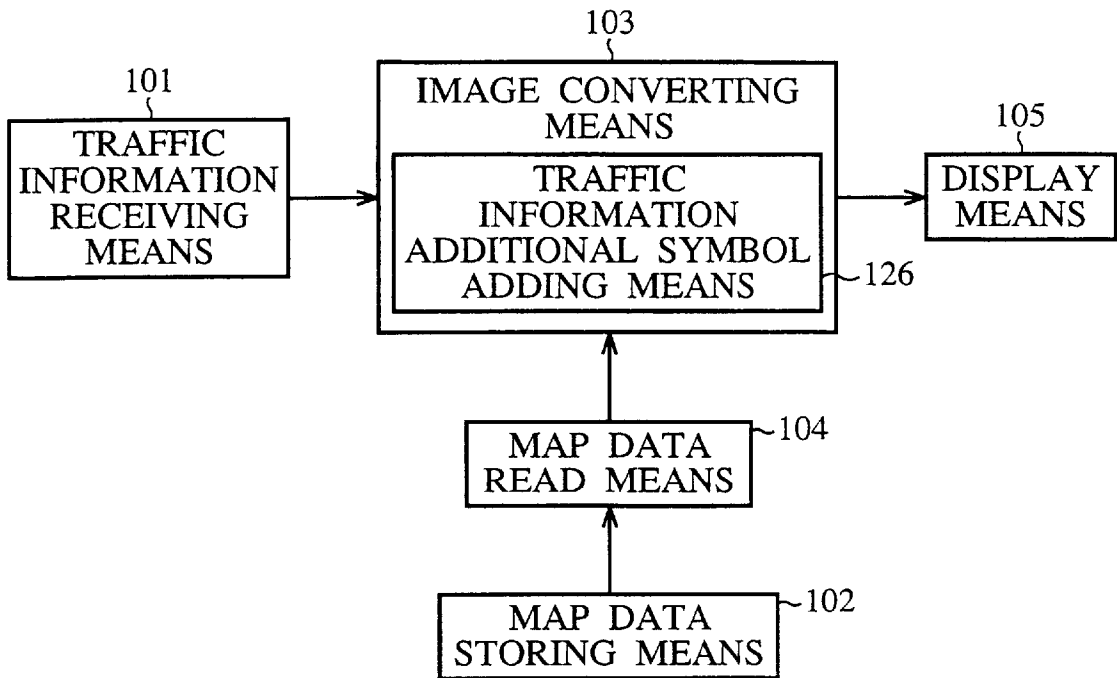 103
101
IMAGE CONVERTING
MEANS
TRAFFIC
INFORMATION
RECEIVING
MEANS
TRAFFIC
INFORMATION
ADDITIONAL SYMBOL
ADDING MEANS
126
105
DISPLAY
MEANS
MAP DATA
READ MEANS
104
MAP DATA
STORING MEANS
102